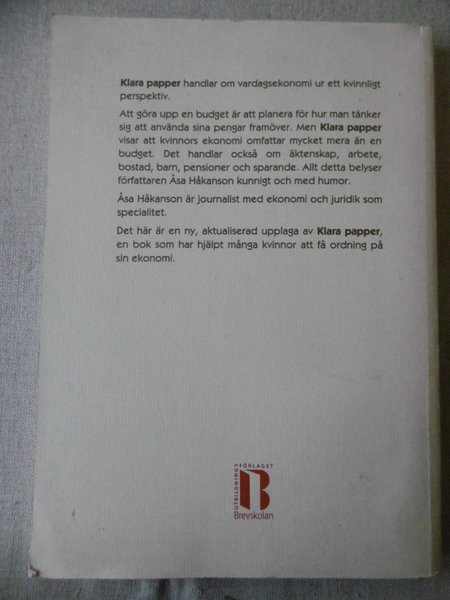 Klara papper handlar om vardagsekonomi ur ett kvinnligt
perspektiv.
Att göra upp en budget är att planera för hur man tänker
sig att använda sina pengar framöver. Men Klara papper
visar att kvinnors ekonomi omfattar mycket mera än en
budget. Det handlar också om äktenskap, arbete,
bostad, barn, pensioner och sparande. Allt detta belyser
författaren Åsa Håkanson kunnigt och med humor.
Åsa Håkanson är journalist med ekonomi och juridik som
specialitet.
Det här är en ny, aktualiserad upplaga av Klara papper,
en bok som har hjälpt många kvinnor att få ordning på
sin ekonomi.
UTBILDNINGS
FÖRLAGET
Brevskolan